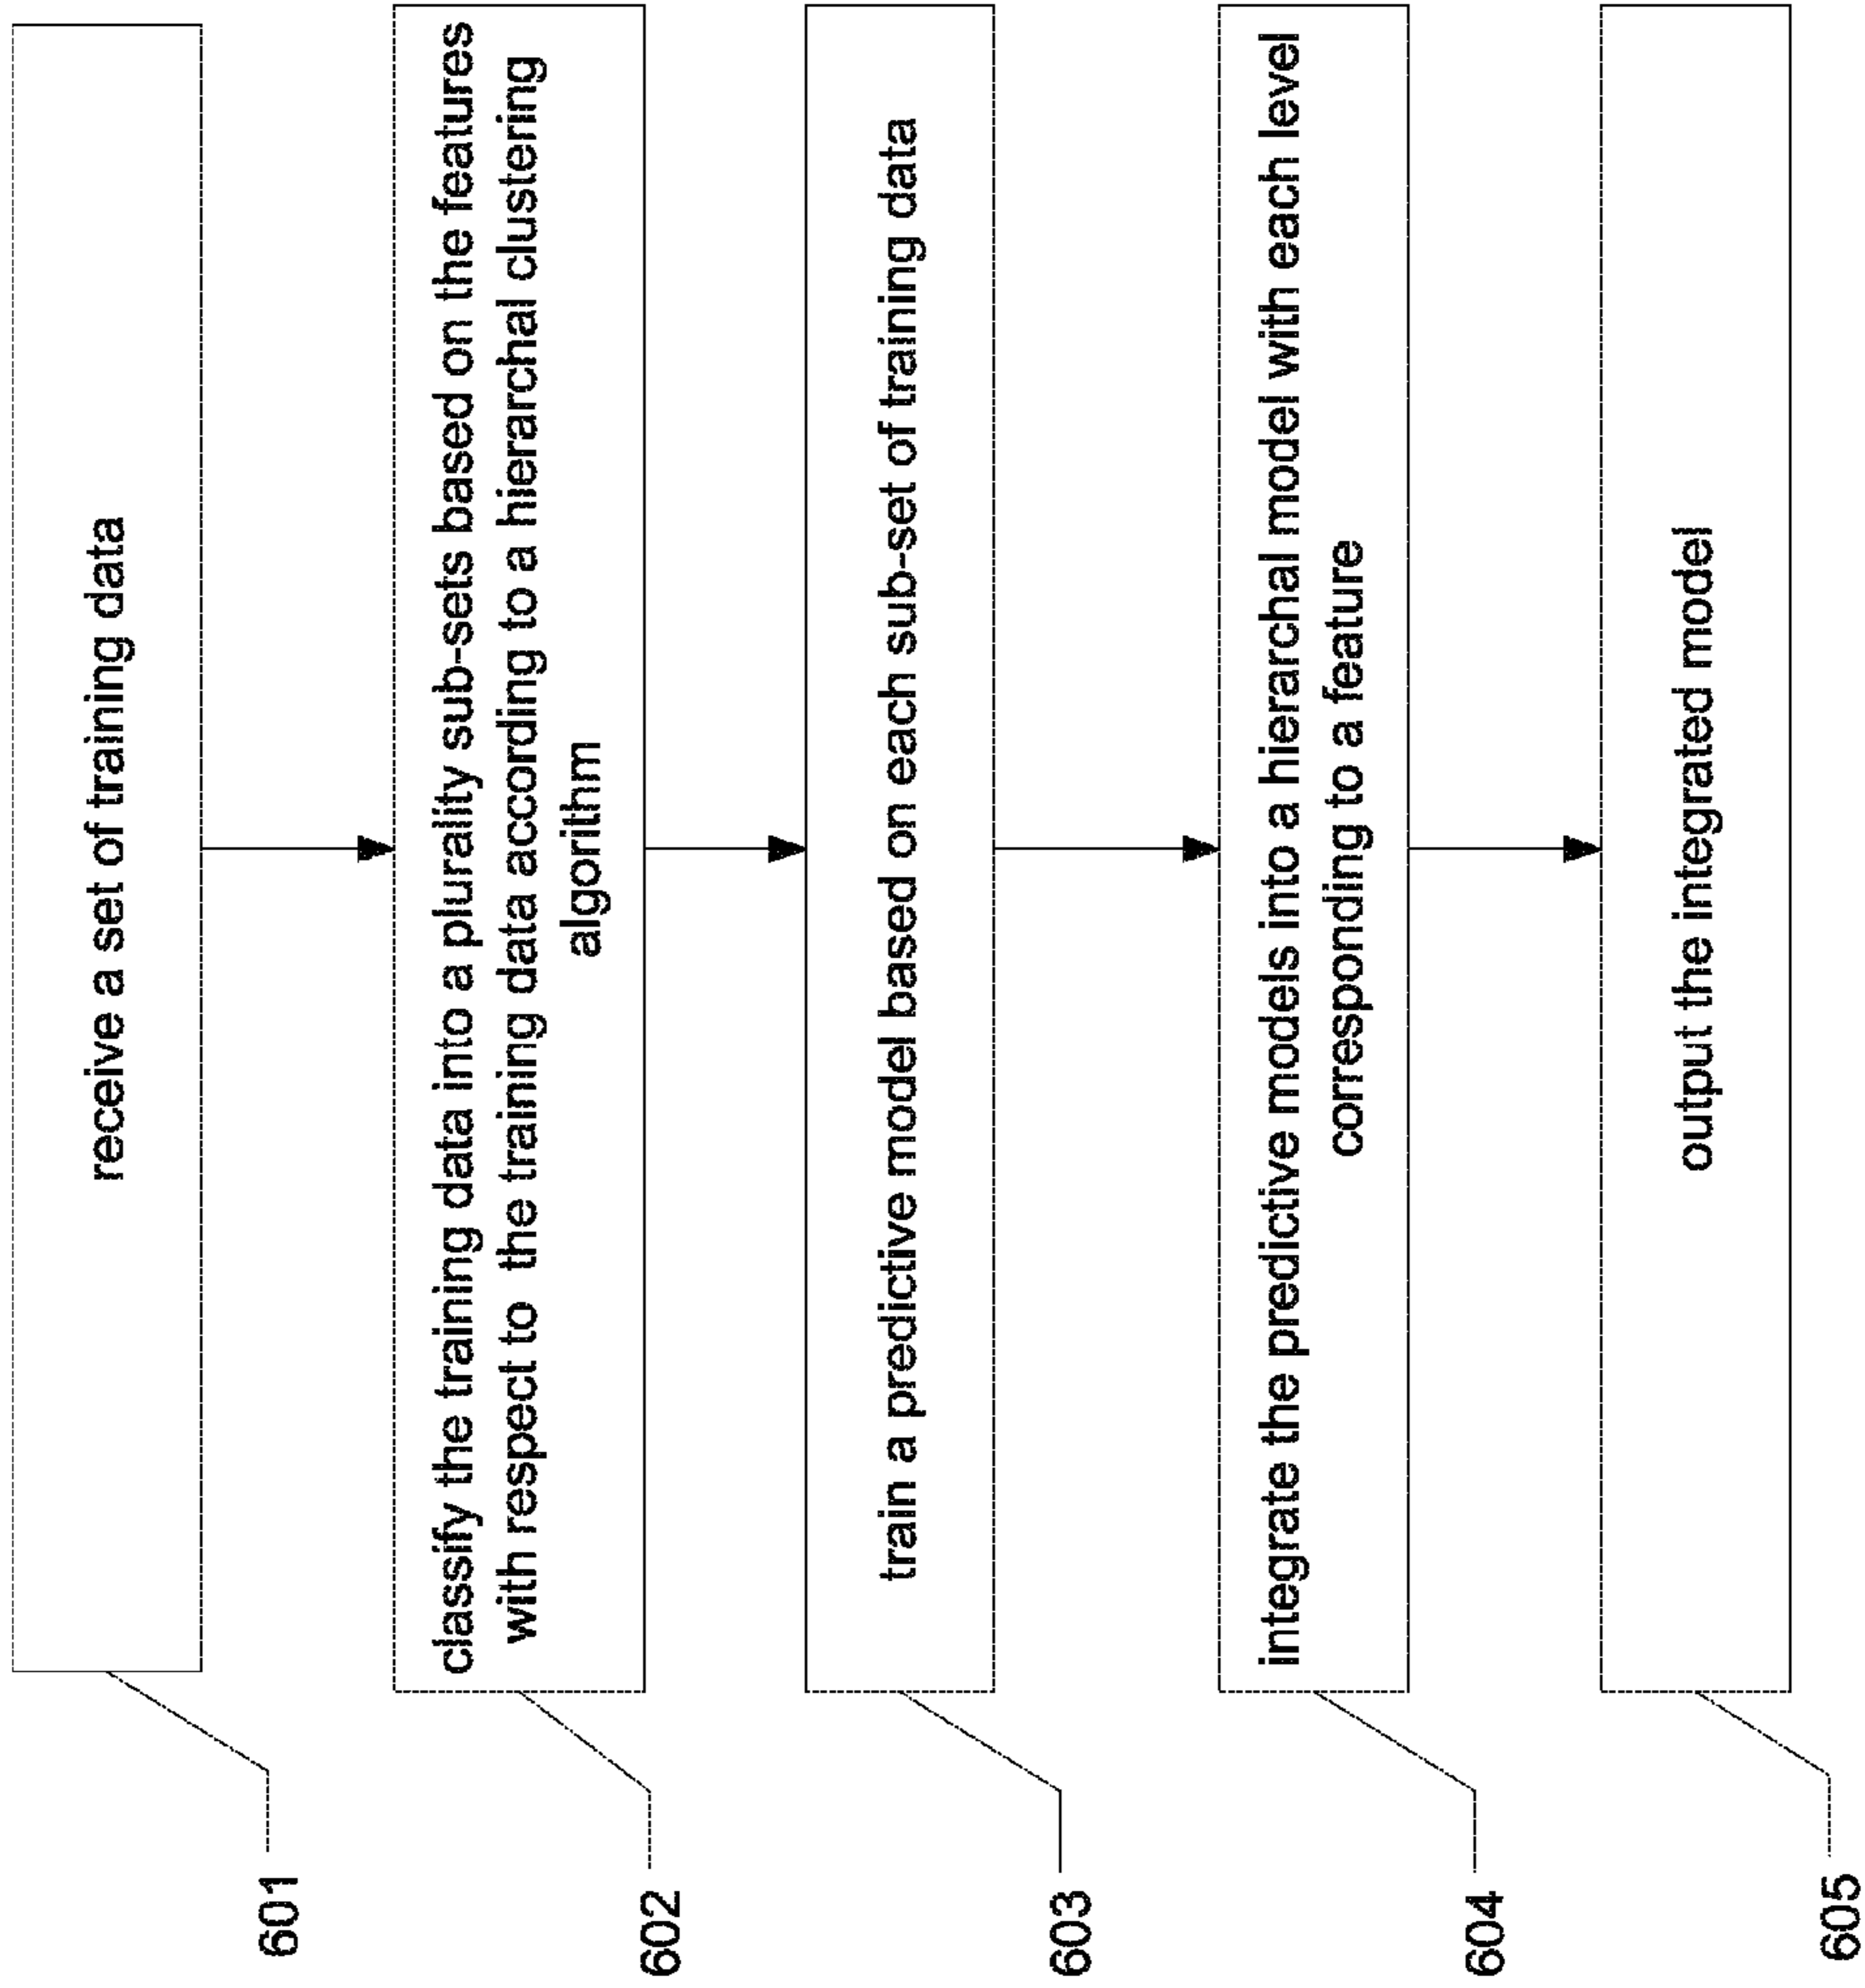 receive a set of training data
601
classify the training data into a plurality sub-sets based on the features
with respect to the training data according to a hierarchal clustering
algorithm
602
train a predictive model based on each sub-set of training data
603
integrate the predictive models into a hierarchal model with each level
corresponding to a feature
604
output the integrated model
605